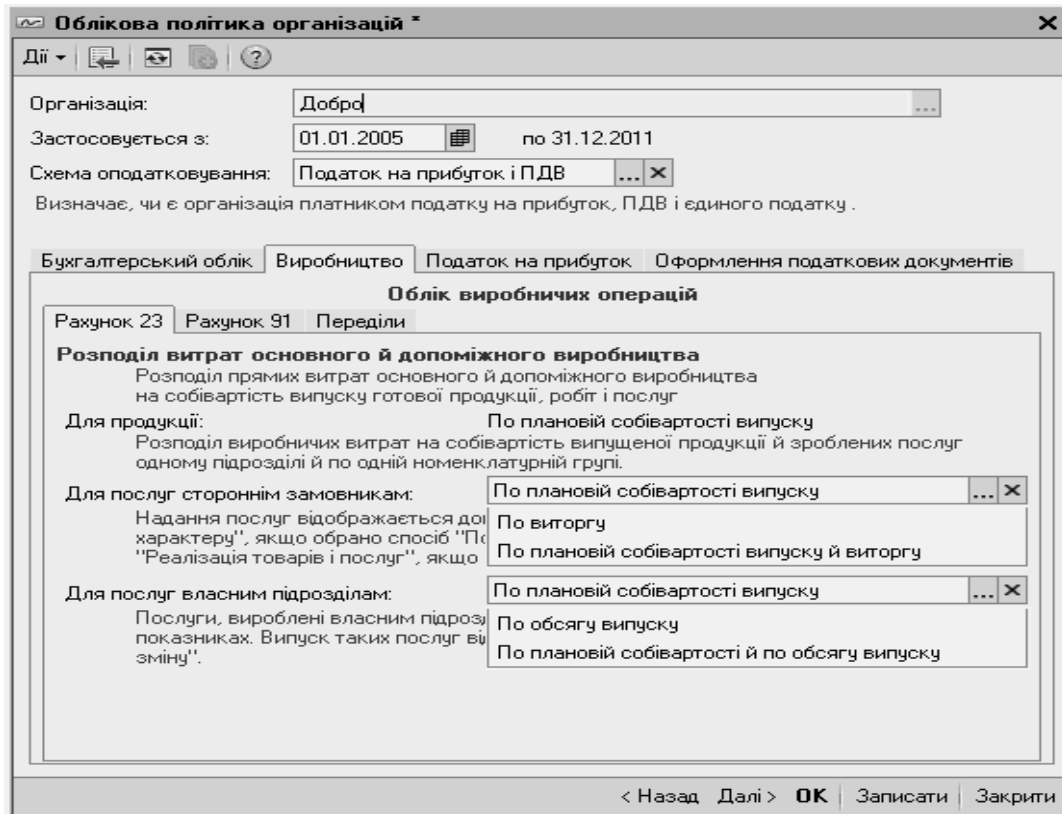 Облікова політика організацій *
Дії
Організація: Добро
Застосовується з: 01.01.2005 по 31.12.2011
Схема оподатковування: Податок на прибуток і ПДВ ...
Визначає, чи є організація платником податку на прибуток, ПДВ і єдиного податку .
Бухгалтерський облік Виробництво Податок на прибуток Оформлення податкових документів
Облік виробничих операцій
Рахунок 23 Рахунок 91 Переділи
Розподіл витрат основного й допоміжного виробництва
Розподіл прямих витрат основного й допоміжного виробництва
на собівартість випуску готової продукції, робіт і послуг
Для продукції: По плановій собівартості випуску
Розподіл виробничих витрат на собівартість випущеної продукції й зроблених послуг
одному підрозділі й по одній номенклатурній групі.
Для послуг стороннім замовникам: По плановій собівартості випуску ...
Надання послуг відображається
По виторгу
характеру", якщо обрано спосіб
"Реалізація товарів і послуг", якщо
По плановій собівартості випуску й виторгу
Для послуг власним підрозділам: По плановій собівартості випуску ...
Послуги, вироблені власним
По обсягу випуску
показниках. Випуск таких послуг
По плановій собівартості й по обсягу випуску
зміну".
< Назад Далі > OK Записати Закрити